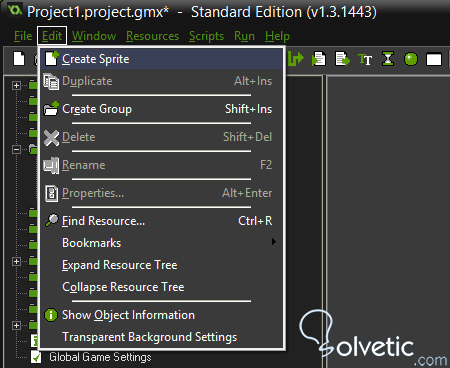 Project1.project.gmx* - Standard Edition (v1.3.1443)
File Edit Window Resources Scripts Run Help
Create Sprite
Duplicate Alt+Ins
Create Group Shift+Ins
Delete Shift+Del
Rename F2
Properties... Alt+Enter
Find Resource... Ctrl+R
Bookmarks
Expand Resource Tree
Collapse Resource Tree
Show Object Information
Transparent Background Settings
Global Game Settings
solvetic
.com